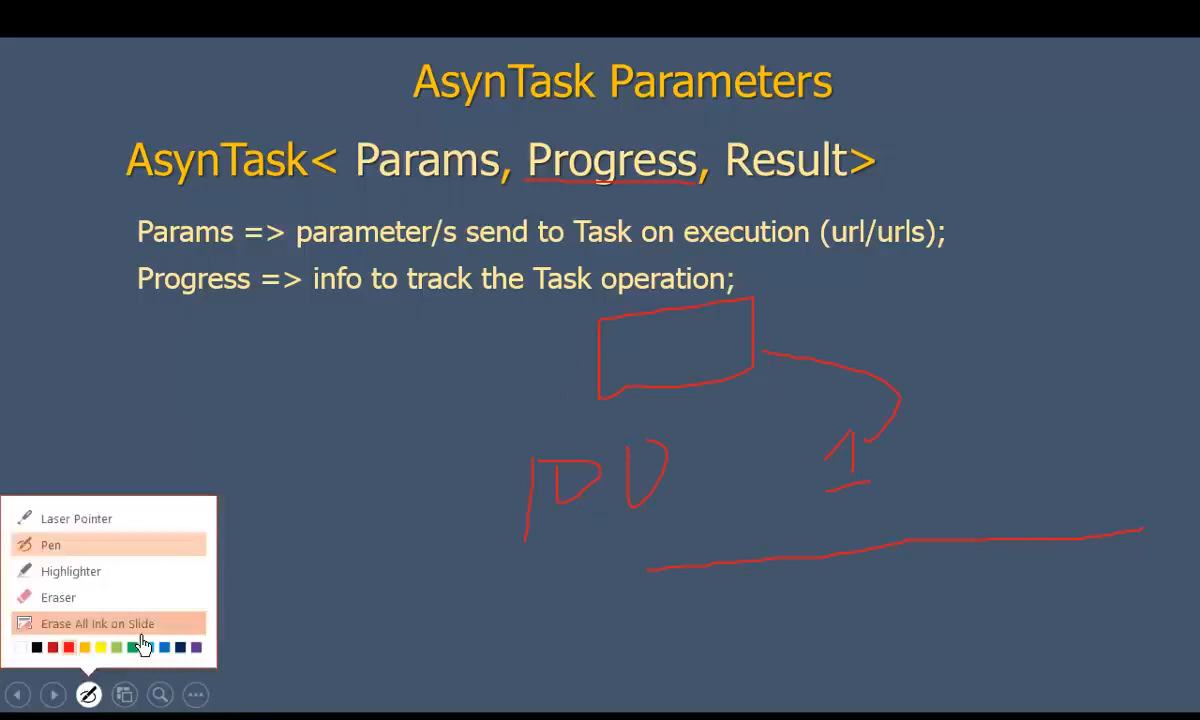 AsynTask Parameters
AsynTask< Params, Progress, Result>
Params => parameter/s send to Task on execution (url/urls);
Progress => info to track the Task operation;
1
Laser Pointer
Pen
Highlighter
Eraser
Erase All Ink on Slide